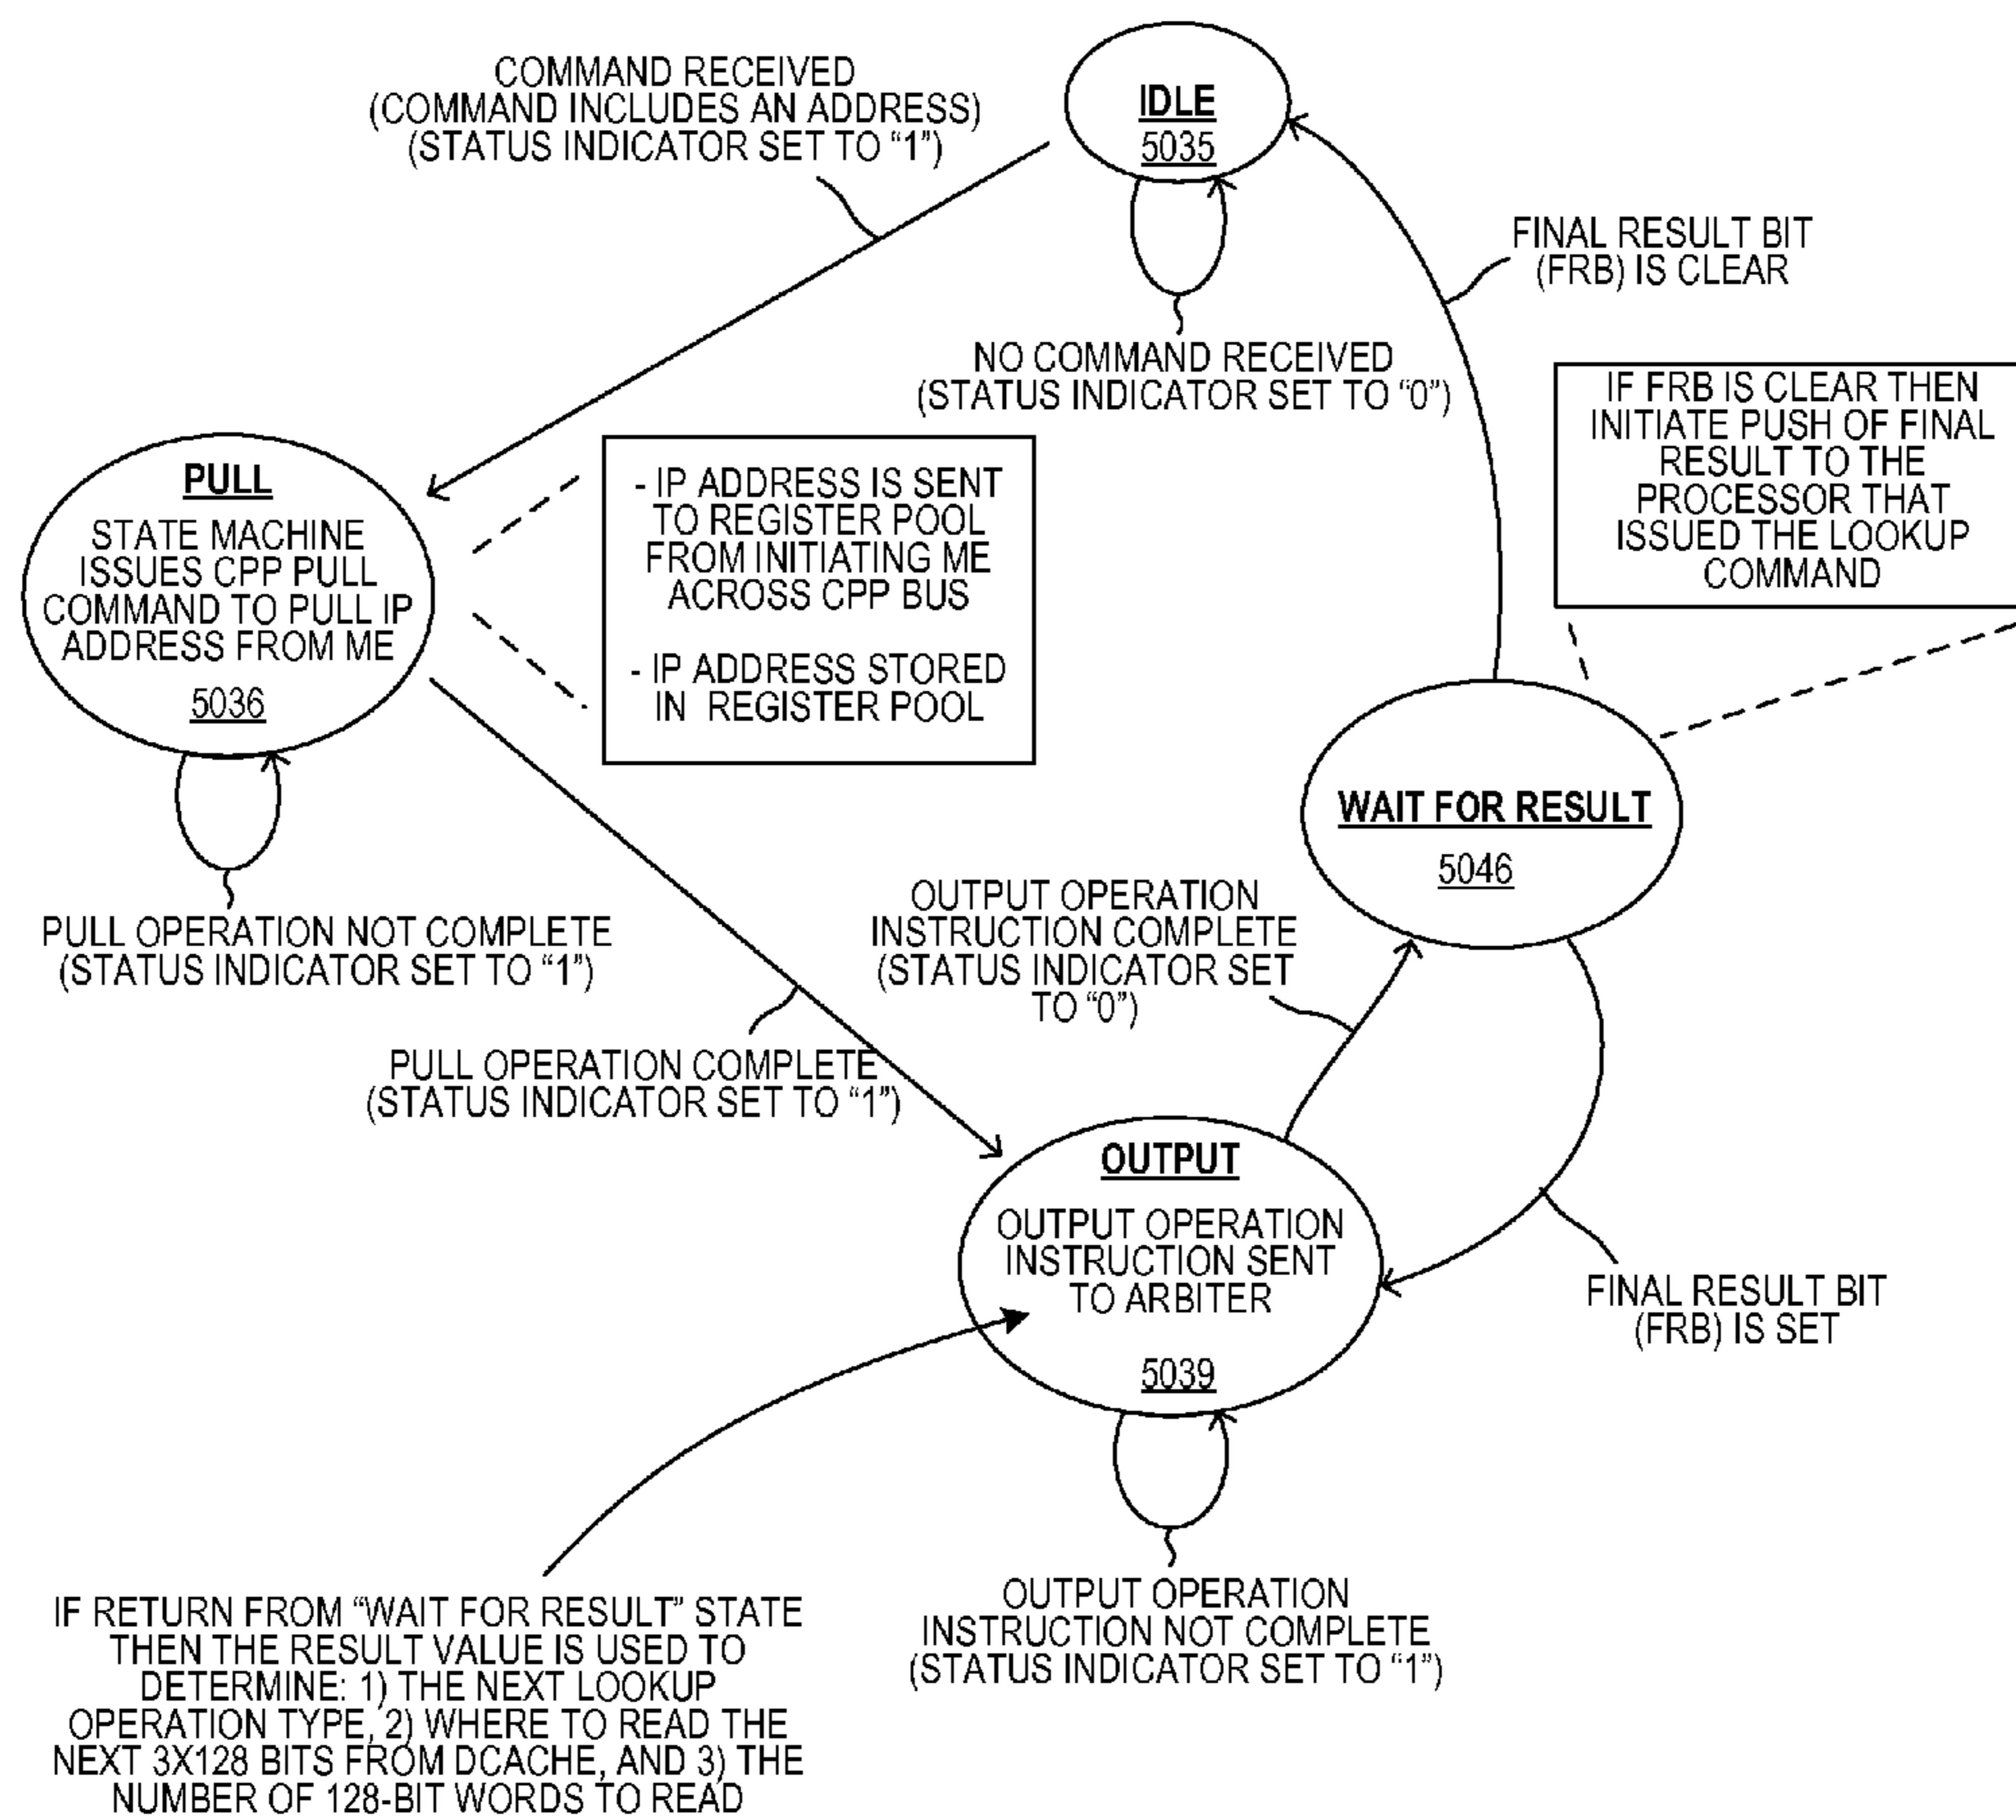 COMMAND RECEIVED
(COMMAND INCLUDES AN ADDRESS)
(STATUS INDICATOR SET TO “1”)
IDLE
5035
FINAL RESULT BIT
(FRB) IS CLEAR
NO COMMAND RECEIVED
(STATUS INDICATOR SET TO “0”)
IF FRB IS CLEAR THEN
INITIATE PUSH OF FINAL
RESULT TO THE
PROCESSOR THAT
ISSUED THE LOOKUP
COMMAND
PULL
STATE MACHINE
ISSUES CPP PULL
COMMAND TO PULL IP
ADDRESS FROM ME
5036
- IP ADDRESS IS SENT
TO REGISTER POOL
FROM INITIATING ME
ACROSS CPP BUS
- IP ADDRESS STORED
IN REGISTER POOL
WAIT FOR RESULT
5046
PULL OPERATION NOT COMPLETE
(STATUS INDICATOR SET TO “1”)
OUTPUT OPERATION
INSTRUCTION COMPLETE
(STATUS INDICATOR SET
TO “0”)
PULL OPERATION COMPLETE
(STATUS INDICATOR SET TO “1”)
OUTPUT
OUTPUT OPERATION
INSTRUCTION SENT
TO ARBITER
5039
FINAL RESULT BIT
(FRB) IS SET
OUTPUT OPERATION
INSTRUCTION NOT COMPLETE
(STATUS INDICATOR SET TO “1”)
IF RETURN FROM “WAIT FOR RESULT” STATE
THEN THE RESULT VALUE IS USED TO
DETERMINE: 1) THE NEXT LOOKUP
OPERATION TYPE, 2) WHERE TO READ THE
NEXT 3X128 BITS FROM DCACHE, AND 3) THE
NUMBER OF 128-BIT WORDS TO READ